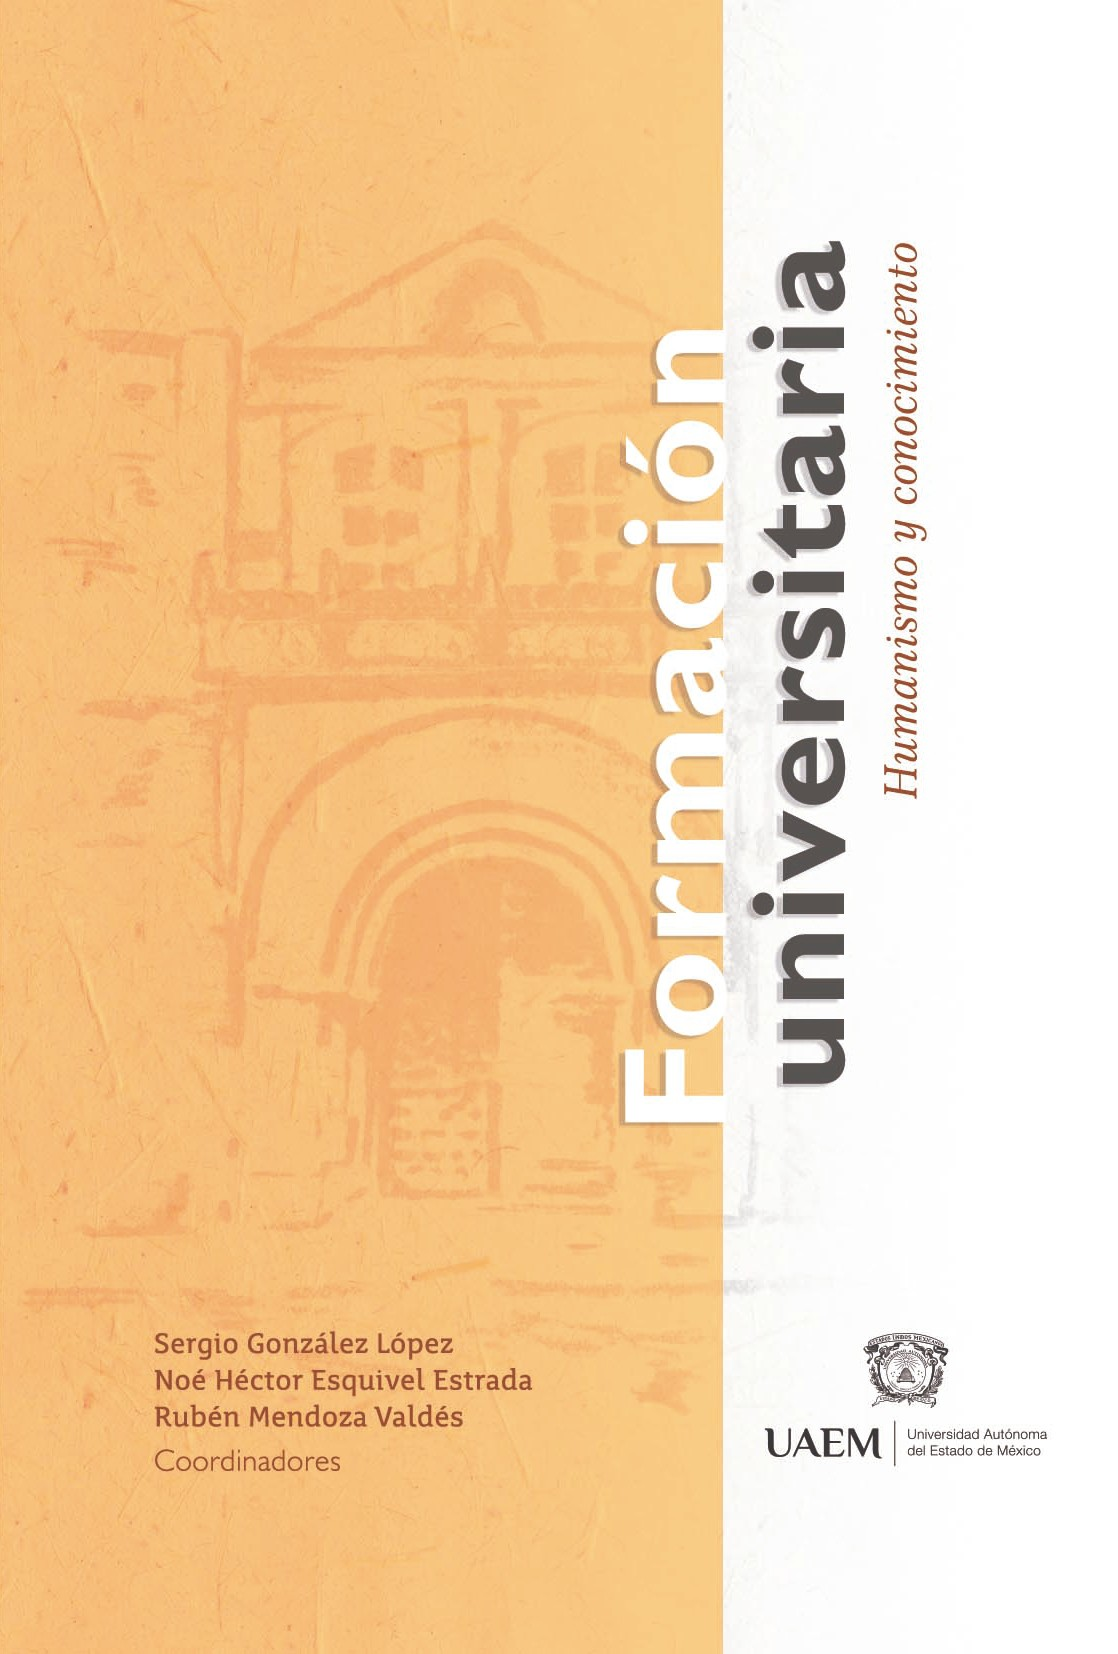 Formación
universitaria
Humanismo y conocimiento
Sergio González López
Noé Héctor Esquivel Estrada
Rubén Mendoza Valdés
Coordinadores
UAEM
Universidad Autónoma
del Estado de México